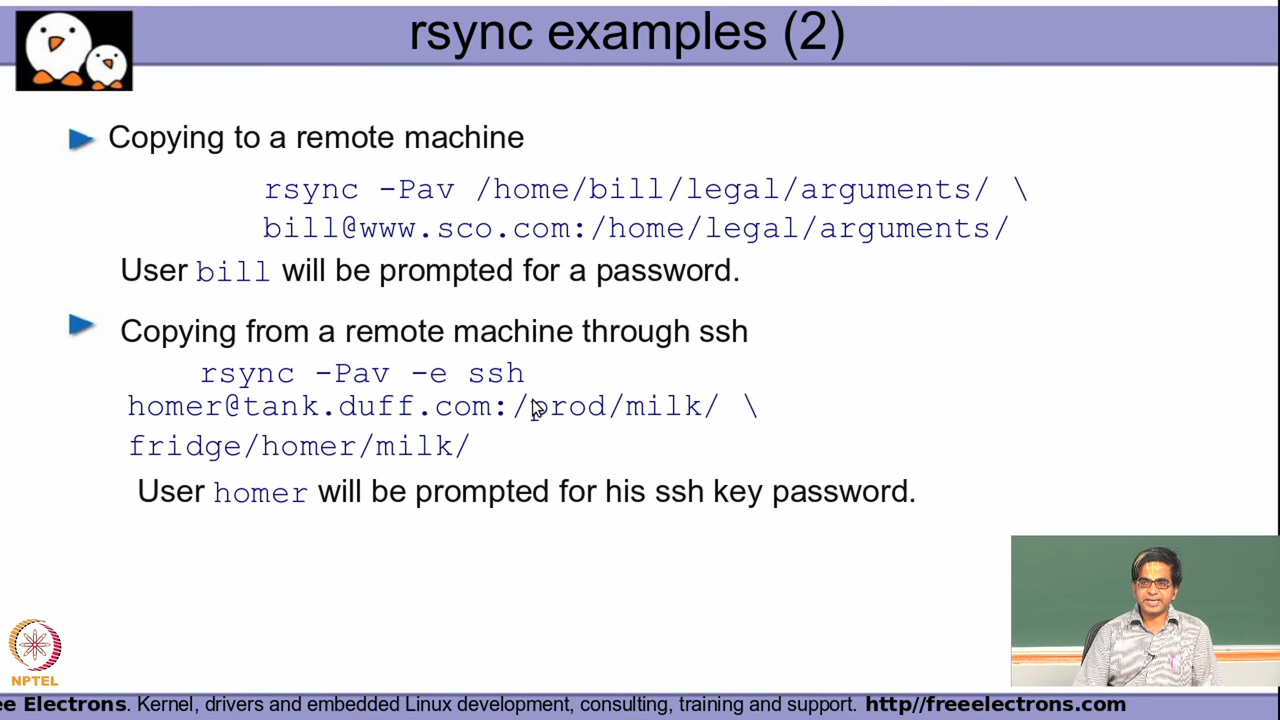 rsync examples (2)
Copying to a remote machine
rsync -Pav /home/bill/legal/arguments/ \
bill@www.sco.com:/home/legal/arguments/
User bill will be prompted for a password.
Copying from a remote machine through ssh
rsync -Pav -e ssh
homer@tank.duff.com:/prod/milk/ \
fridge/homer/milk/
User homer will be prompted for his ssh key password.
NPTEL
ee Electrons. Kernel, drivers and embedded Linux development, consulting, training and support. http//freeelectrons.com